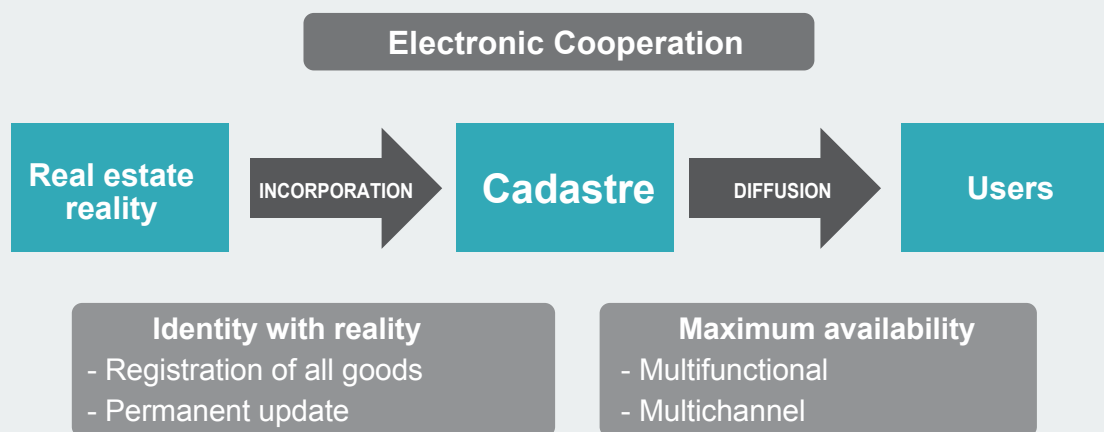 Electronic Cooperation
Real estate
reality
INCORPORATION
Cadastre
DIFFUSION
Users
Identity with reality
- Registration of all goods
- Permanent update
Maximum availability
- Multifunctional
- Multichannel